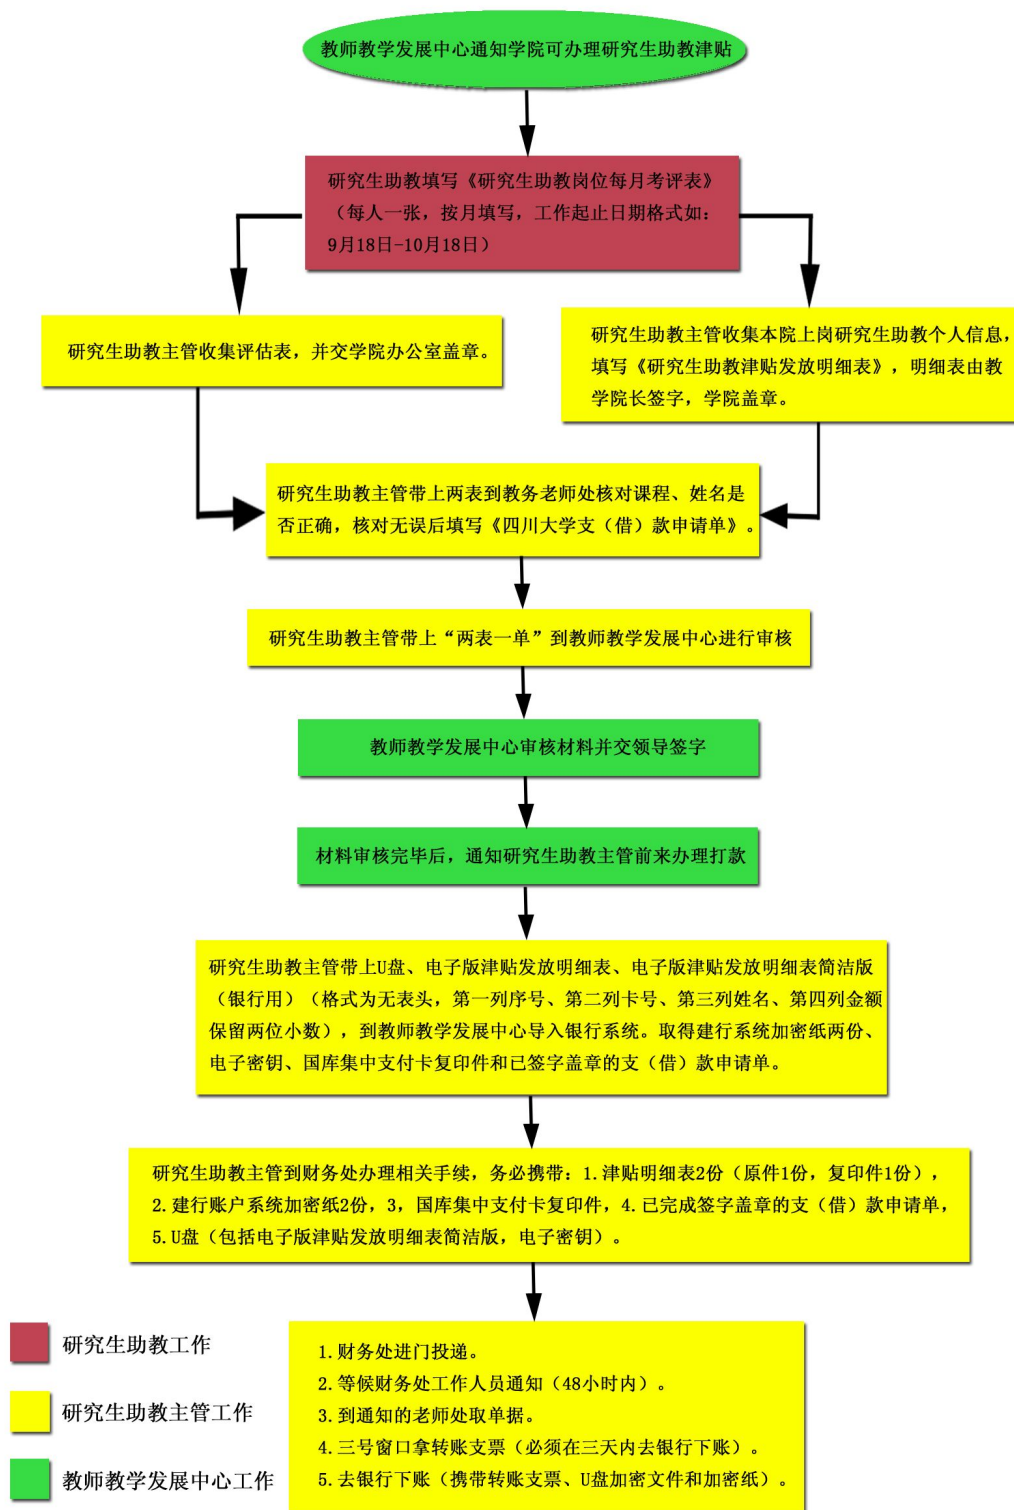 教师教学发展中心通知学院可办理研究生助教津贴
研究生助教填写《研究生助教岗位每月考评表》
（每人一张，按月填写，工作起止日期格式如：
9月18日-10月18日）
研究生助教主管收集评估表，并交学院办公室盖章。
研究生助教主管收集本院上岗研究生助教个人信息，
填写《研究生助教津贴发放明细表》，明细表由教
学院长签字，学院盖章。
研究生助教主管带上两表到教务老师处核对课程、姓名是
否正确，核对无误后填写《四川大学支（借）款申请单》。
研究生助教主管带上“两表一单”到教师教学发展中心进行审核
教师教学发展中心审核材料并交领导签字
材料审核完毕后，通知研究生助教主管前来办理打款
研究生助教主管带上U盘、电子版津贴发放明细表、电子版津贴发放明细表简洁版
（银行用）（格式为无表头，第一列序号、第二列卡号、第三列姓名、第四列金额
保留两位小数），到教师教学发展中心导入银行系统。取得建行系统加密纸两份、
电子密钥、国库集中支付卡复印件和已签字盖章的支（借）款申请单。
研究生助教主管到财务处办理相关手续，务必携带：1.津贴明细表2份（原件1份，复印件1份），
2.建行账户系统加密纸2份，3，国库集中支付卡复印件，4.已完成签字盖章的支（借）款申请单，
5.U盘（包括电子版津贴发放明细表简洁版，电子密钥）。
1.财务处进门投递。
2.等候财务处工作人员通知（48小时内）。
3.到通知的老师处取单据。
4.三号窗口拿转账支票（必须在三天内去银行下账）。
5.去银行下账（携带转账支票、U盘加密文件和加密纸）。
研究生助教工作
研究生助教主管工作
教师教学发展中心工作